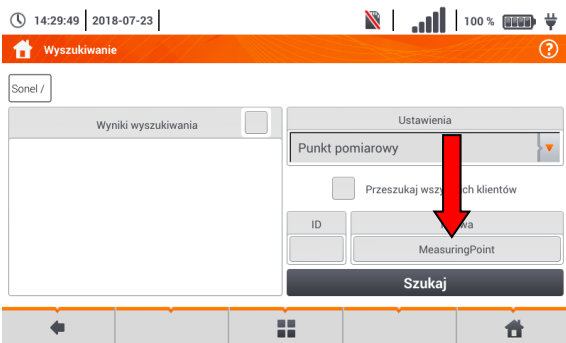 14:29:49 2018-07-23 100 %
Wyszukiwanie ?
Sonel /
Wyniki wyszukiwania
Ustawienia
Punkt pomiarowy
Przeszukaj klientów
ID
MeasuringPoint
Szukaj